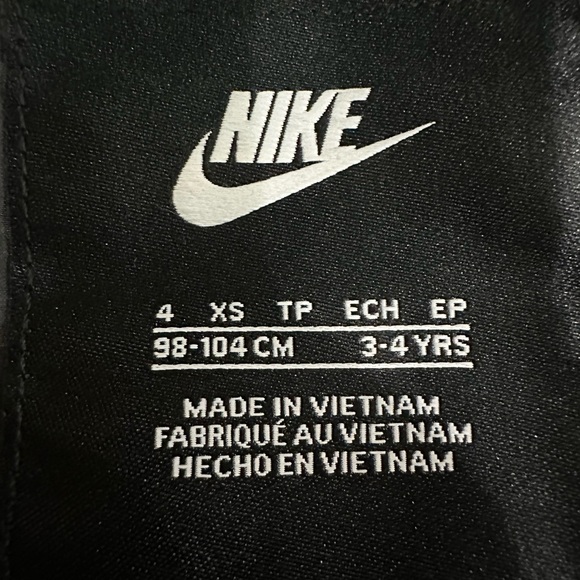 NIKE
4 XS TP ECH EP
98-104 CM 3-4 YRS
MADE IN VIETNAM
FABRIQUÉ AU VIETNAM
HECHO EN VIETNAM